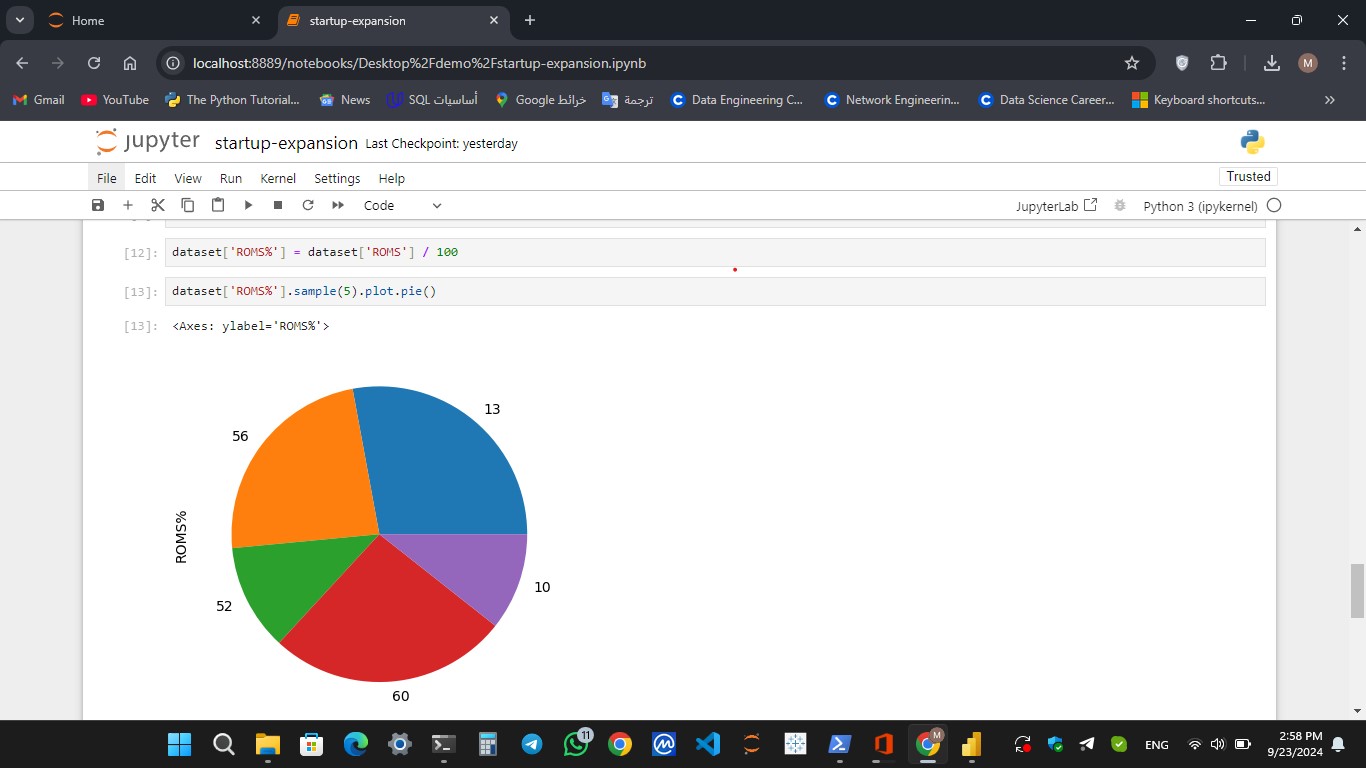 Home
startup-expansion
localhost:8889/notebooks/Desktop%2Fdemo%2Fstartup-expansion.ipynb
M
Gmail
YouTube
The Python Tutorial...
News
أساسيات SQL
خرائط Google
ترجمة
Data Engineering C...
Network Engineerin...
Data Science Career...
Keyboard shortcuts...
jupyter startup-expansion Last Checkpoint: yesterday
File Edit View Run Kernel Settings Help
Trusted
Code
JupyterLab
Python 3 (ipykernel)
[12]: dataset['ROMS%'] = dataset['ROMS'] / 100
[13]: dataset['ROMS%'].sample(5).plot.pie()
[13]: <Axes: ylabel='ROMS%'>
13
56
ROMS%
10
52
60
11
M
ENG
2:58 PM
9/23/2024